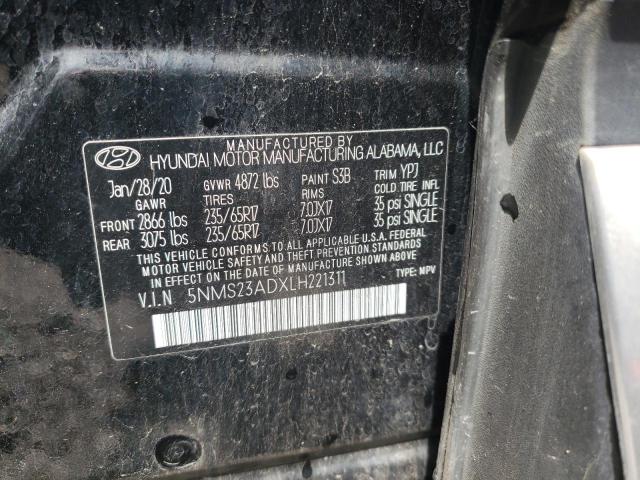 MANUFACTURED BY
HYUNDAI MOTOR MANUFACTURING ALABAMA, LLC
Jan/28/20 GVWR 4872 lbs PAINT S3B TRIM YPJ
GAWR TIRES RIMS COLD TIRE INFL
FRONT 2866 lbs 235/65R17 7.0JX17 35 psi SINGLE
REAR 3075 lbs 235/65R17 7.0JX17 35 psi SINGLE
THIS VEHICLE CONFORMS TO ALL APPLICABLE U.S.A. FEDERAL
MOTOR VEHICLE SAFETY, BUMPER, AND THEFT PREVENTION STANDARDS
IN EFFECT ON THE DATE OF MANUFACTURE SHOWN ABOVE.
V.I.N 5NMS23ADXLH221311 TYPE: MPV